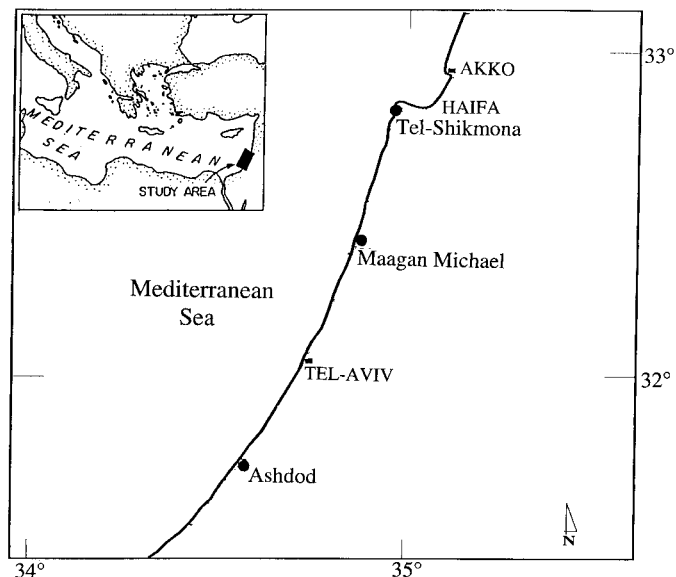 MEDITERRANEAN
SEA
STUDY AREA
33°
AKKO
HAIFA
Tel-Shikmona
Maagan Michael
Mediterranean
Sea
TEL-AVIV
32°
Ashdod
N
34°
35°